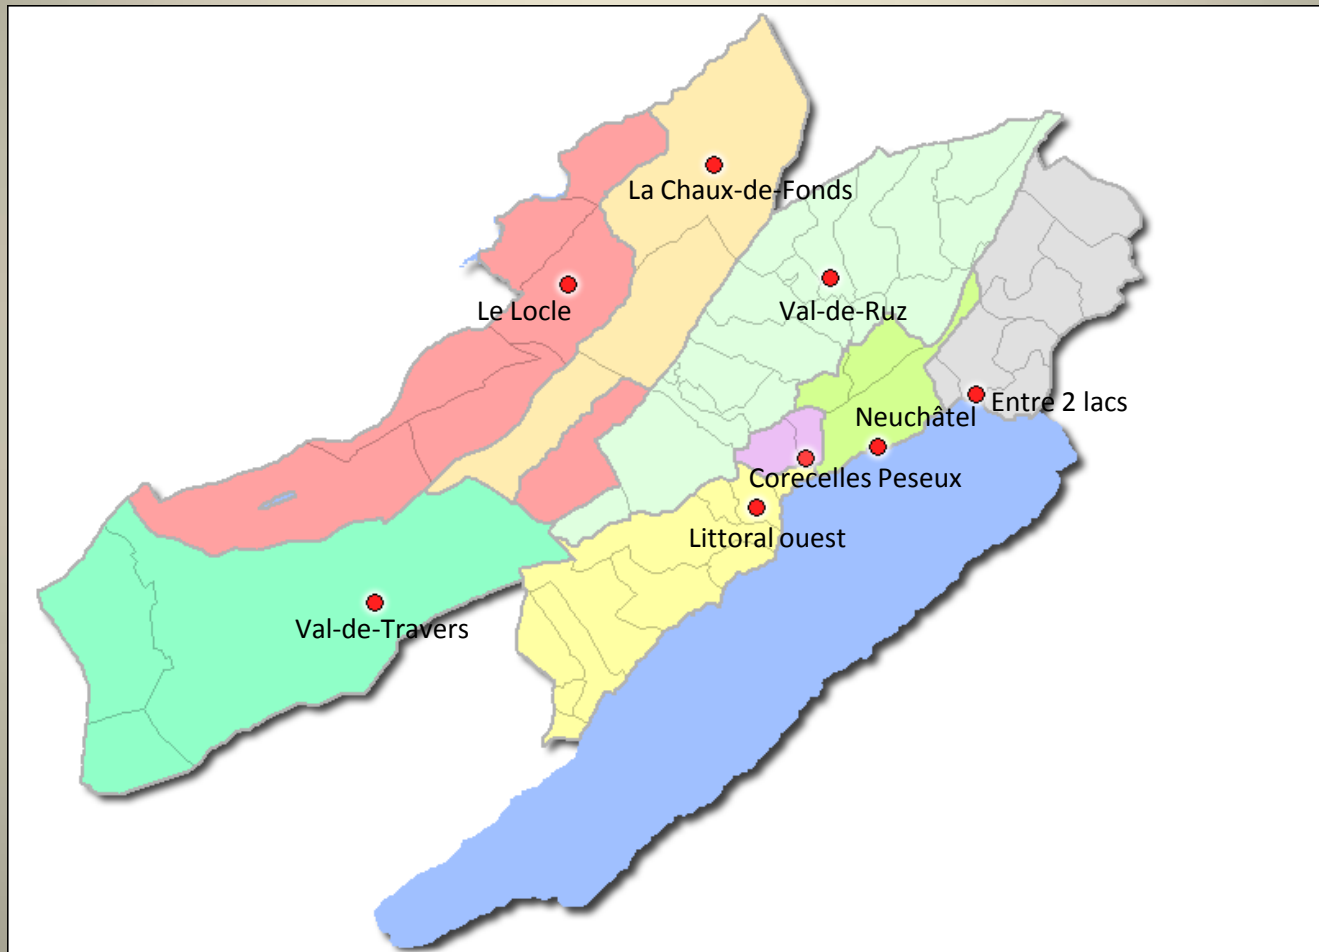 La Chaux-de-Fonds
Le Locle
Val-de-Ruz
Entre 2 lacs
Neuchâtel
Corecelles Peseux
Littoral ouest
Val-de-Travers